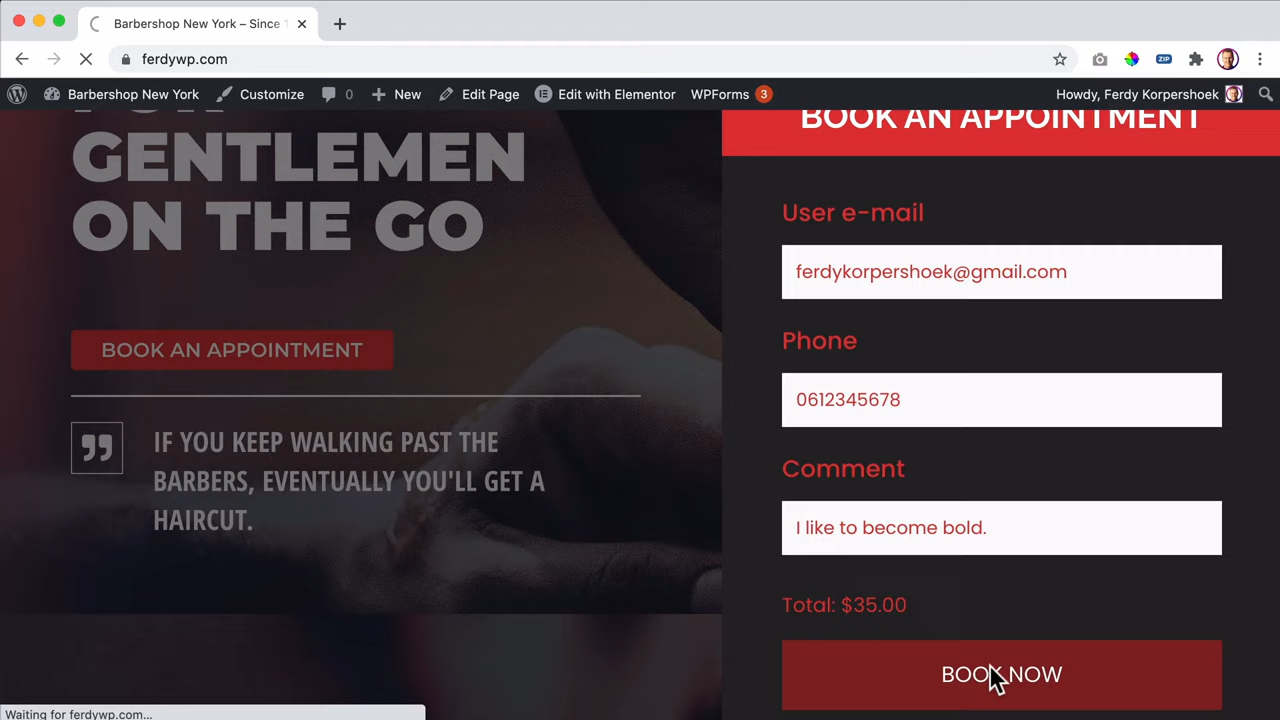 Barbershop New York – Since 1
ferdywp.com
ZIP
Barbershop New York
Customize
0
New
Edit Page
Edit with Elementor
WPForms 3
Howdy, Ferdy Korpershoek
GENTLEMEN
ON THE GO
BOOK AN APPOINTMENT
IF YOU KEEP WALKING PAST THE
BARBERS, EVENTUALLY YOU'LL GET A
HAIRCUT.
BOOK AN APPOINTMENT
User e-mail
ferdykorpershoek@gmail.com
Phone
0612345678
Comment
I like to become bold.
Total: $35.00
BOOK NOW
Waiting for ferdywp.com...